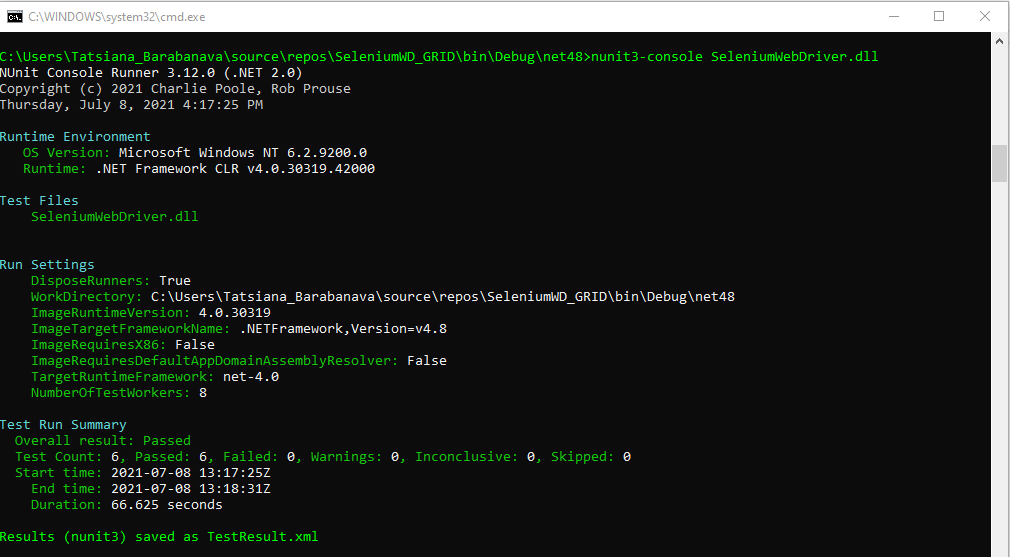 C:\WINDOWS\system32\cmd.exe
C:\Users\Tatsiana_Barabanava\source\repos\SeleniumWD_GRID\bin\Debug\net48>nunit3-console SeleniumWebDriver.dll
NUnit Console Runner 3.12.0 (.NET 2.0)
Copyright (c) 2021 Charlie Poole, Rob Prouse
Thursday, July 8, 2021 4:17:25 PM
Runtime Environment
OS Version: Microsoft Windows NT 6.2.9200.0
Runtime: .NET Framework CLR v4.0.30319.42000
Test Files
SeleniumWebDriver.dll
Run Settings
DisposeRunners: True
WorkDirectory: C:\Users\Tatsiana_Barabanava\source\repos\SeleniumWD_GRID\bin\Debug\net48
ImageRuntimeVersion: 4.0.30319
ImageTargetFrameworkName: .NETFramework,Version=v4.8
ImageRequiresX86: False
ImageRequiresDefaultAppDomainAssemblyResolver: False
TargetRuntimeFramework: net-4.0
NumberOfTestWorkers: 8
Test Run Summary
Overall result: Passed
Test Count: 6, Passed: 6, Failed: 0, Warnings: 0, Inconclusive: 0, Skipped: 0
Start time: 2021-07-08 13:17:25Z
End time: 2021-07-08 13:18:31Z
Duration: 66.625 seconds
Results (nunit3) saved as TestResult.xml